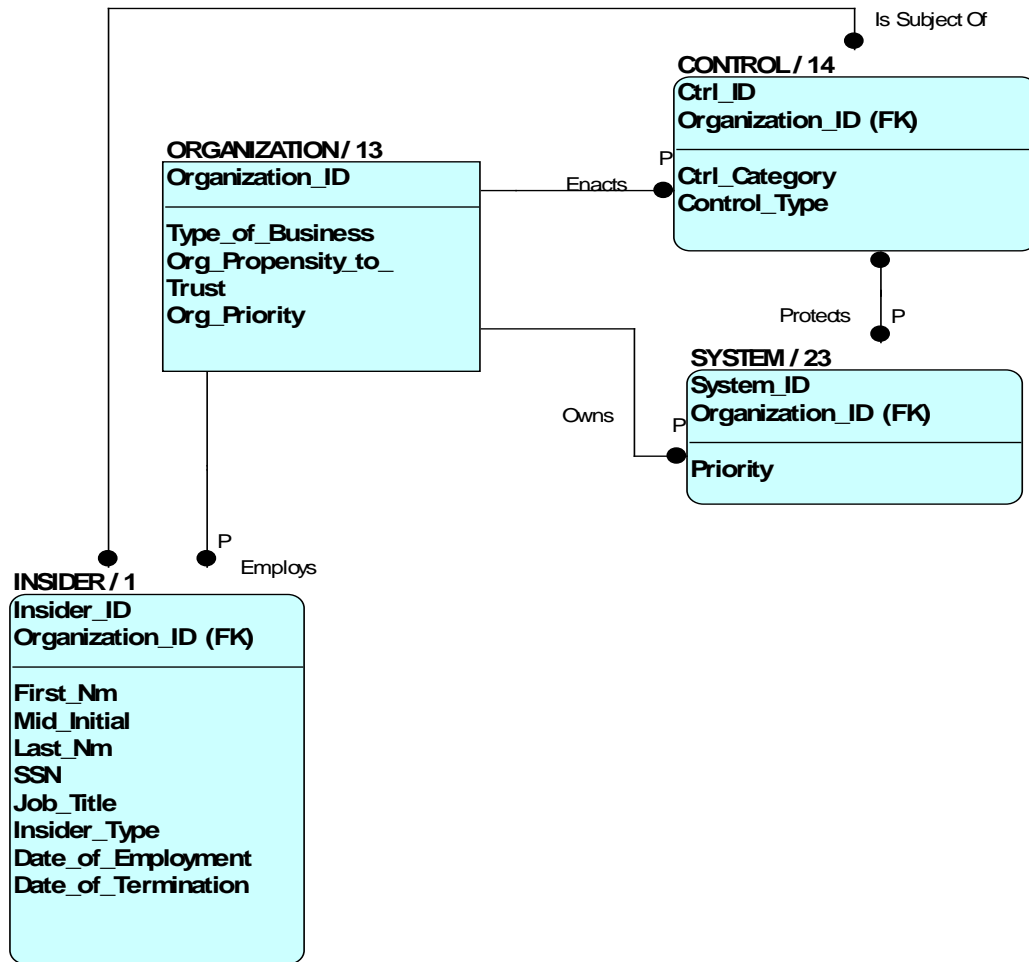 Is Subject Of
CONTROL / 14
Ctrl_ID
Organization_ID (FK)
Ctrl_Category
Control_Type
ORGANIZATION / 13
Organization_ID
Type_of_Business
Org_Propensity_to_
Trust
Org_Priority
Enacts
P
Protects
P
SYSTEM / 23
System_ID
Organization_ID (FK)
Priority
Owns
P
P
Employs
INSIDER / 1
Insider_ID
Organization_ID (FK)
First_Nm
Mid_Initial
Last_Nm
SSN
Job_Title
Insider_Type
Date_of_Employment
Date_of_Termination